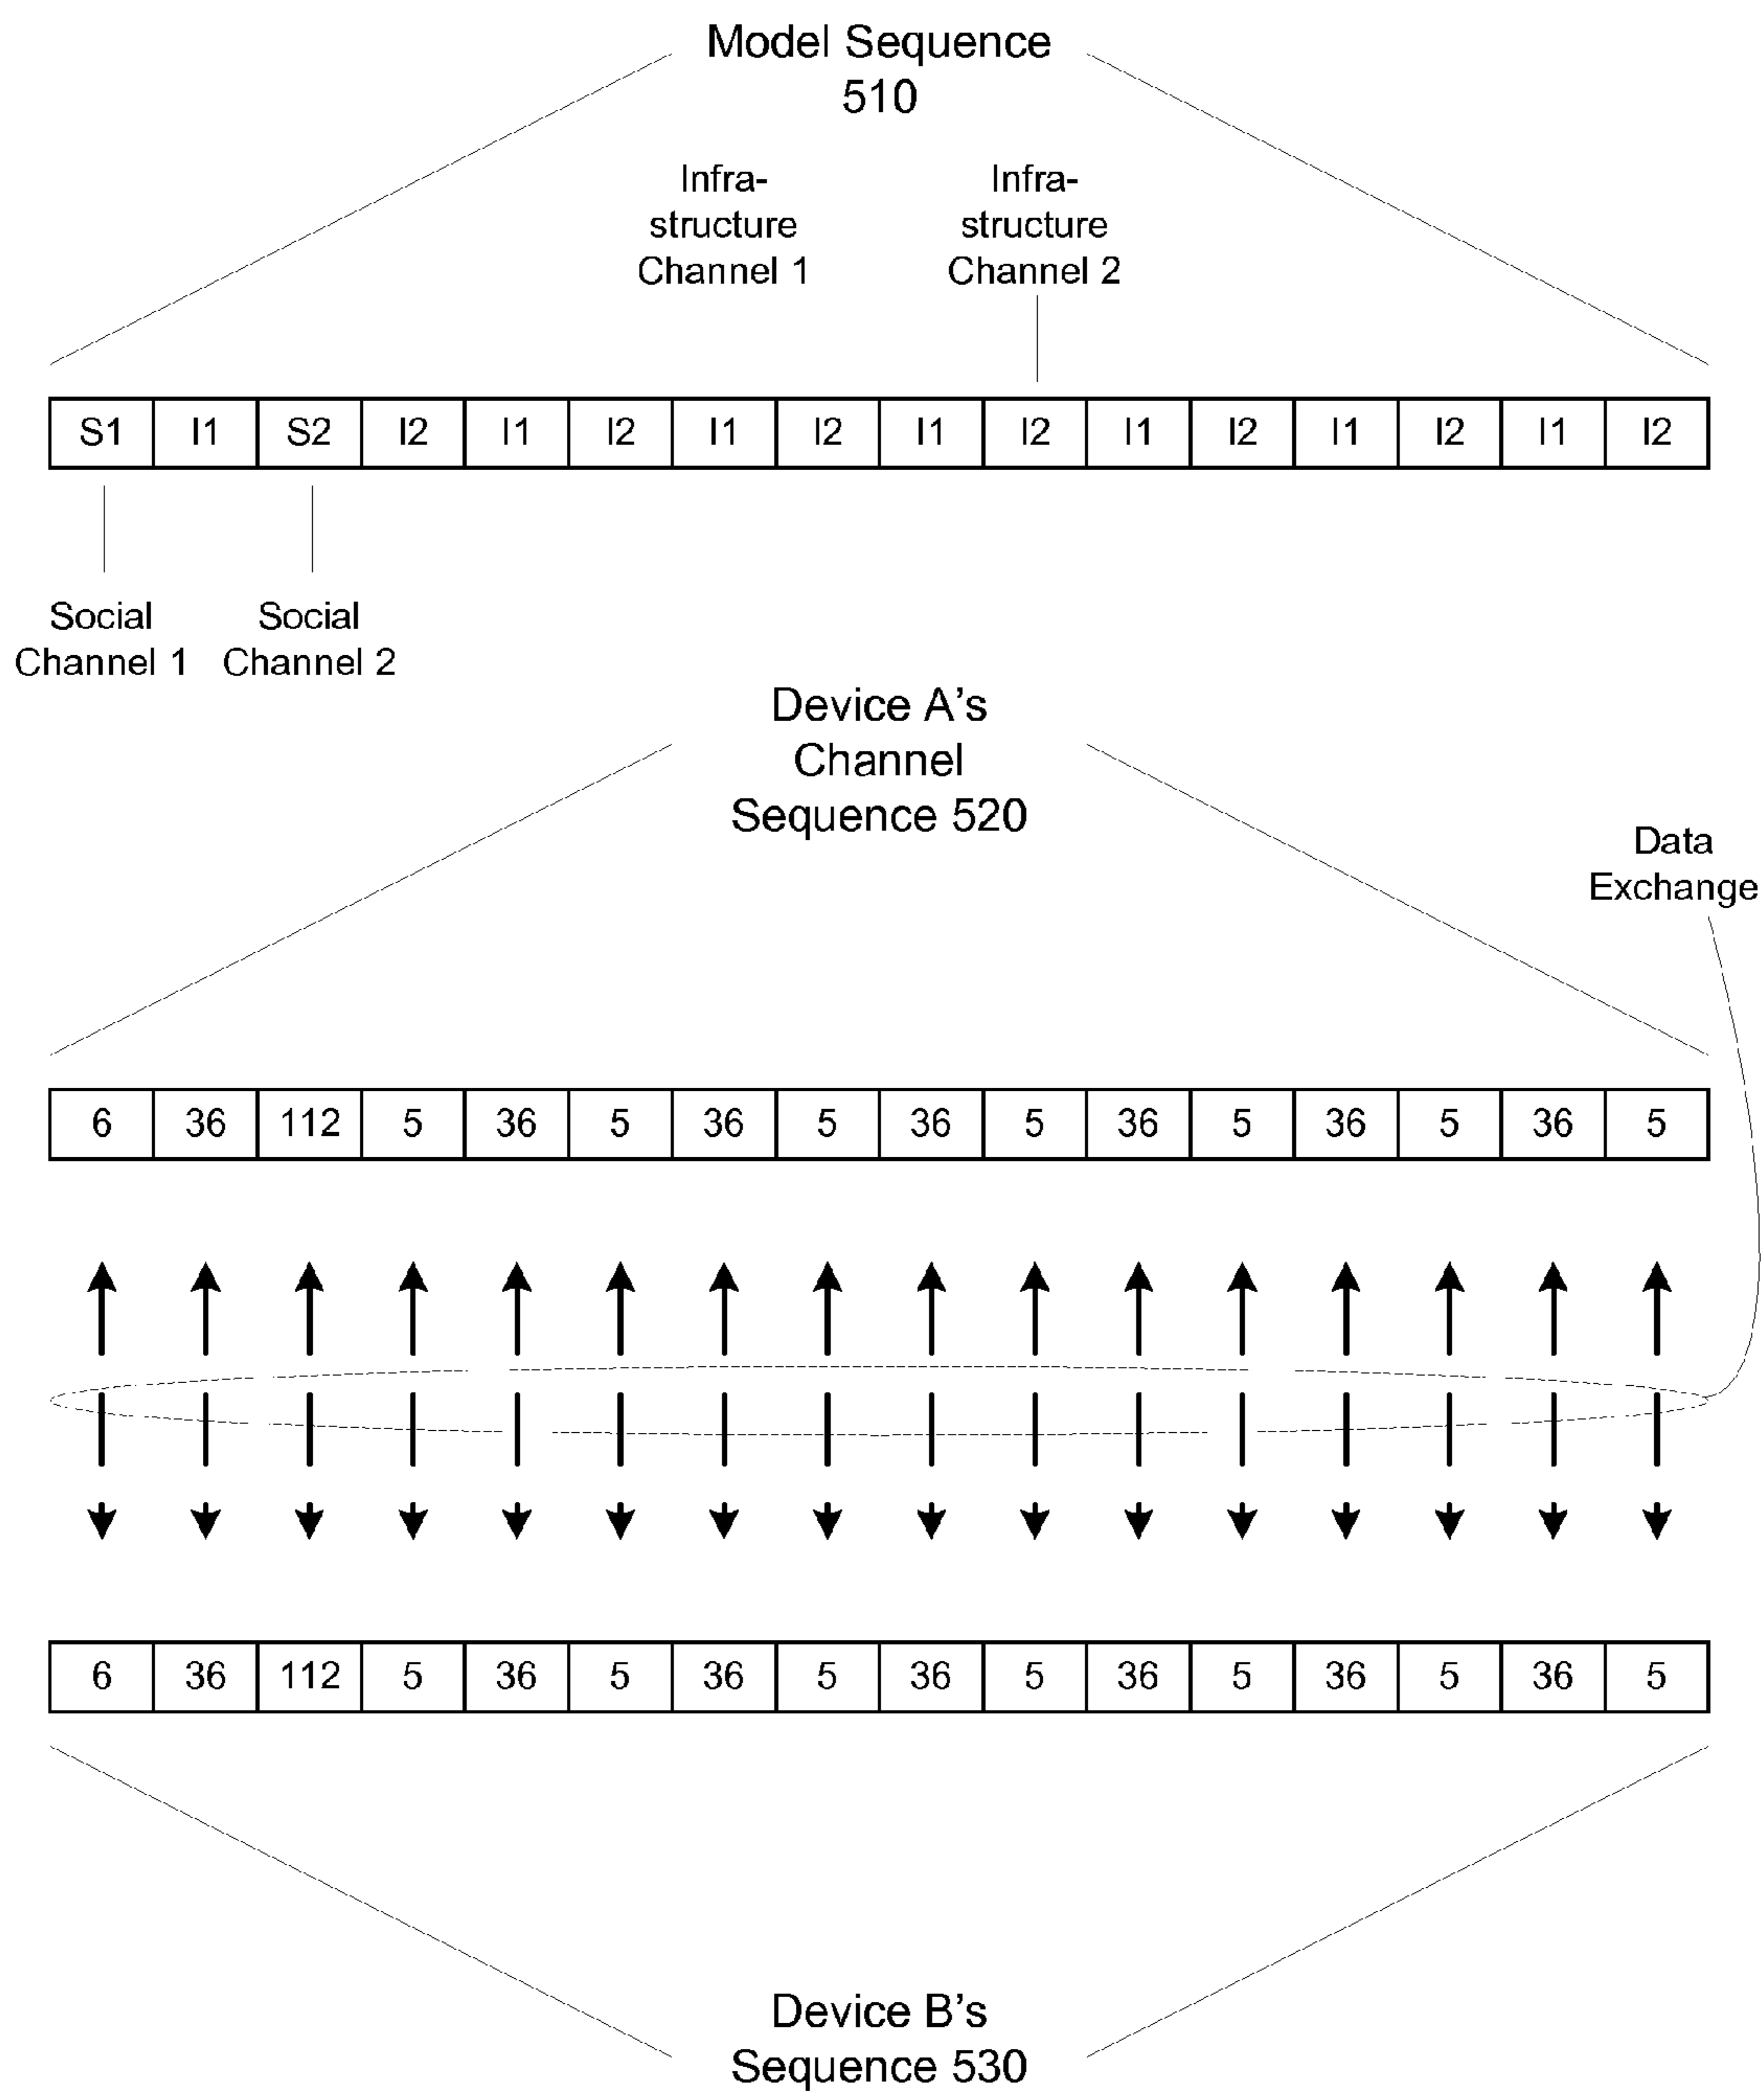 Model Sequence
510
Infra-
structure
Channel 1
Infra-
structure
Channel 2
S1 I1 S2 I2 I1 I2 I1 I2 I1 I2 I1 I2 I1 I2 I1 I2
Social
Channel 1
Social
Channel 2
Device A’s
Channel
Sequence 520
Data
Exchange
6 36 112 5 36 5 36 5 36 5 36 5 36 5 36 5
6 36 112 5 36 5 36 5 36 5 36 5 36 5 36 5
Device B’s
Sequence 530